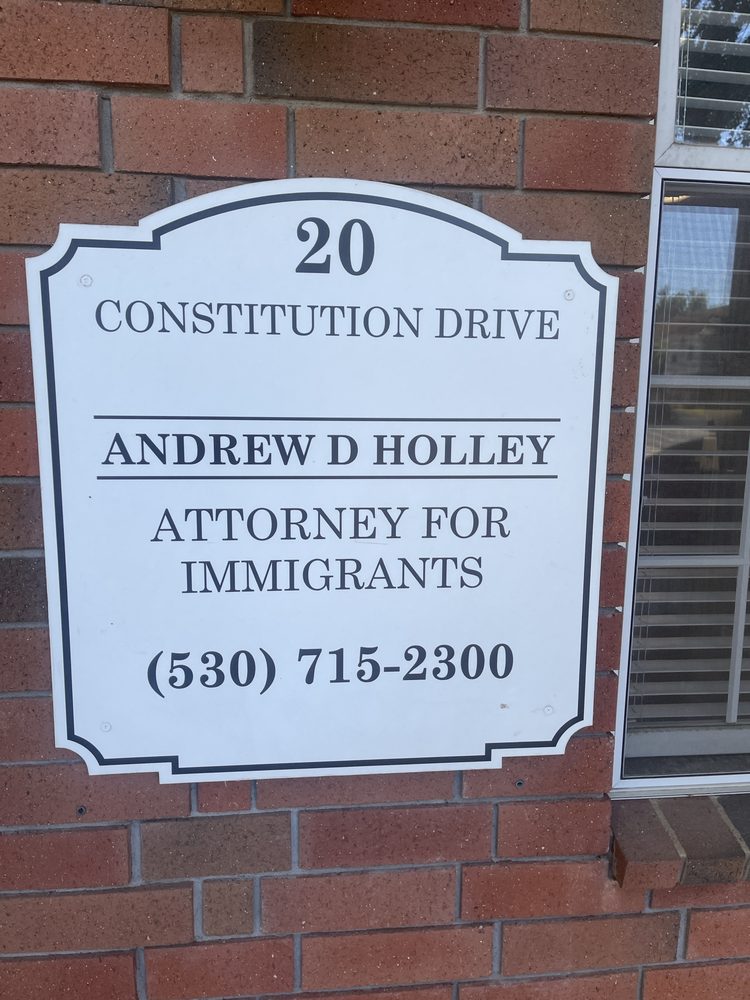 20
CONSTITUTION DRIVE
ANDREW D HOLLEY
ATTORNEY FOR
IMMIGRANTS
(530) 715-2300